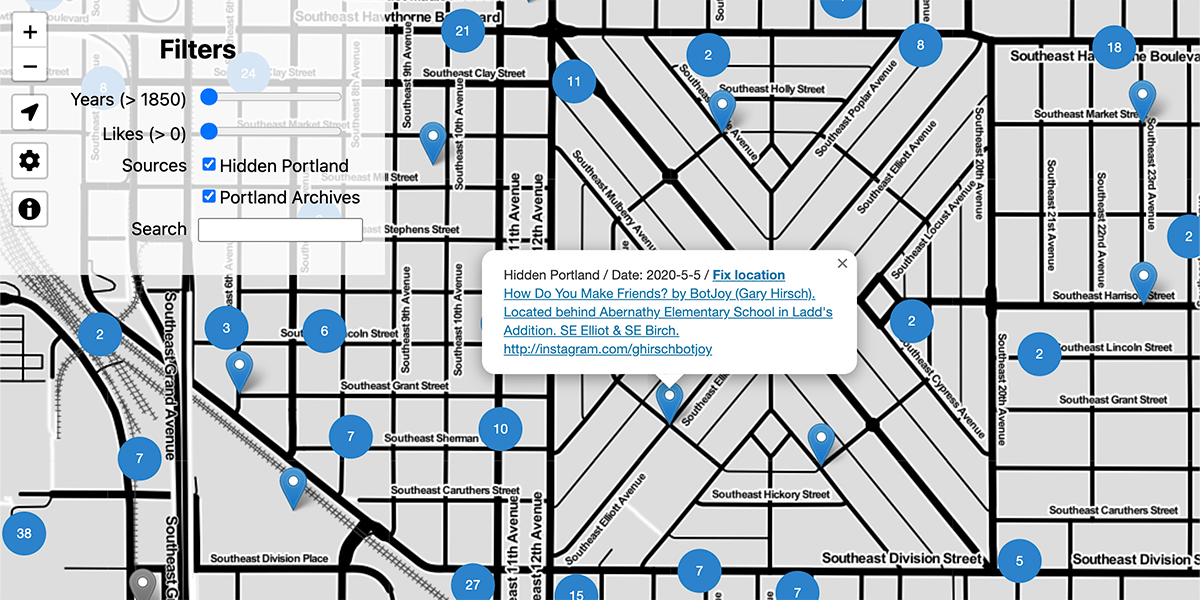 +
−
Filters
Years (> 1850)
Likes (> 0)
Sources
Hidden Portland
Portland Archives
Search
Hidden Portland / Date: 2020-5-5 / Fix location
How Do You Make Friends? by BotJoy (Gary Hirsch).
Located behind Abernathy Elementary School in Ladd's
Addition. SE Elliot & SE Birch.
http://instagram.com/ghirschbotjoy
×
Southeast Hawthorne Boulevard
21
2
8
18
24
8
11
Southeast Clay Street
Southeast Holly Street
Southeast Market Street
Southeast Market Street
Southeast Mill Street
Stephens Street
Southeast 9th Avenue
Southeast 10th Avenue
11th Avenue
12th Avenue
Southeast Mulberry Avenue
Southeast Poplar Avenue
Southeast Elliott Avenue
Southeast Locust Avenue
Southeast 20th Avenue
Southeast 21st Avenue
Southeast 22nd Avenue
Southeast 23rd Avenue
2
Southeast Harrison Street
2
3
6
2
2
Southeast Lincoln Street
Southeast Grand Avenue
Southeast 9th Avenue
Southeast 10th Avenue
Southeast Grant Street
Southeast Grant Street
Southeast Cypress Avenue
Southeast 20th Avenue
7
7
10
Southeast Sherman
Southeast Caruthers Street
Southeast Hickory Street
Southeast Caruthers Street
Southeast Elliott Avenue
38
Southeast Division Place
Southeast Division Street
27
15
7
7
5